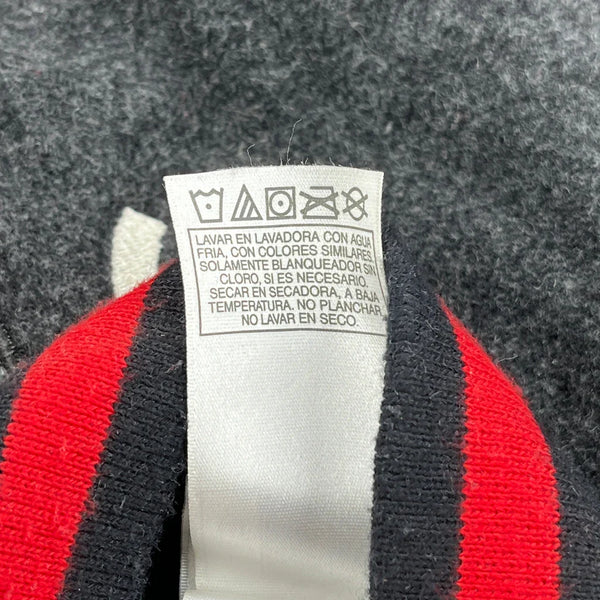 LAVAR EN LAVADORA CON AGUA
FRIA, CON COLORES SIMILARES.
SOLAMENTE BLANQUEADOR SIN
CLORO, SI ES NECESARIO.
SECAR EN SECADORA, A BAJA
TEMPERATURA. NO PLANCHAR.
NO LAVAR EN SECO.